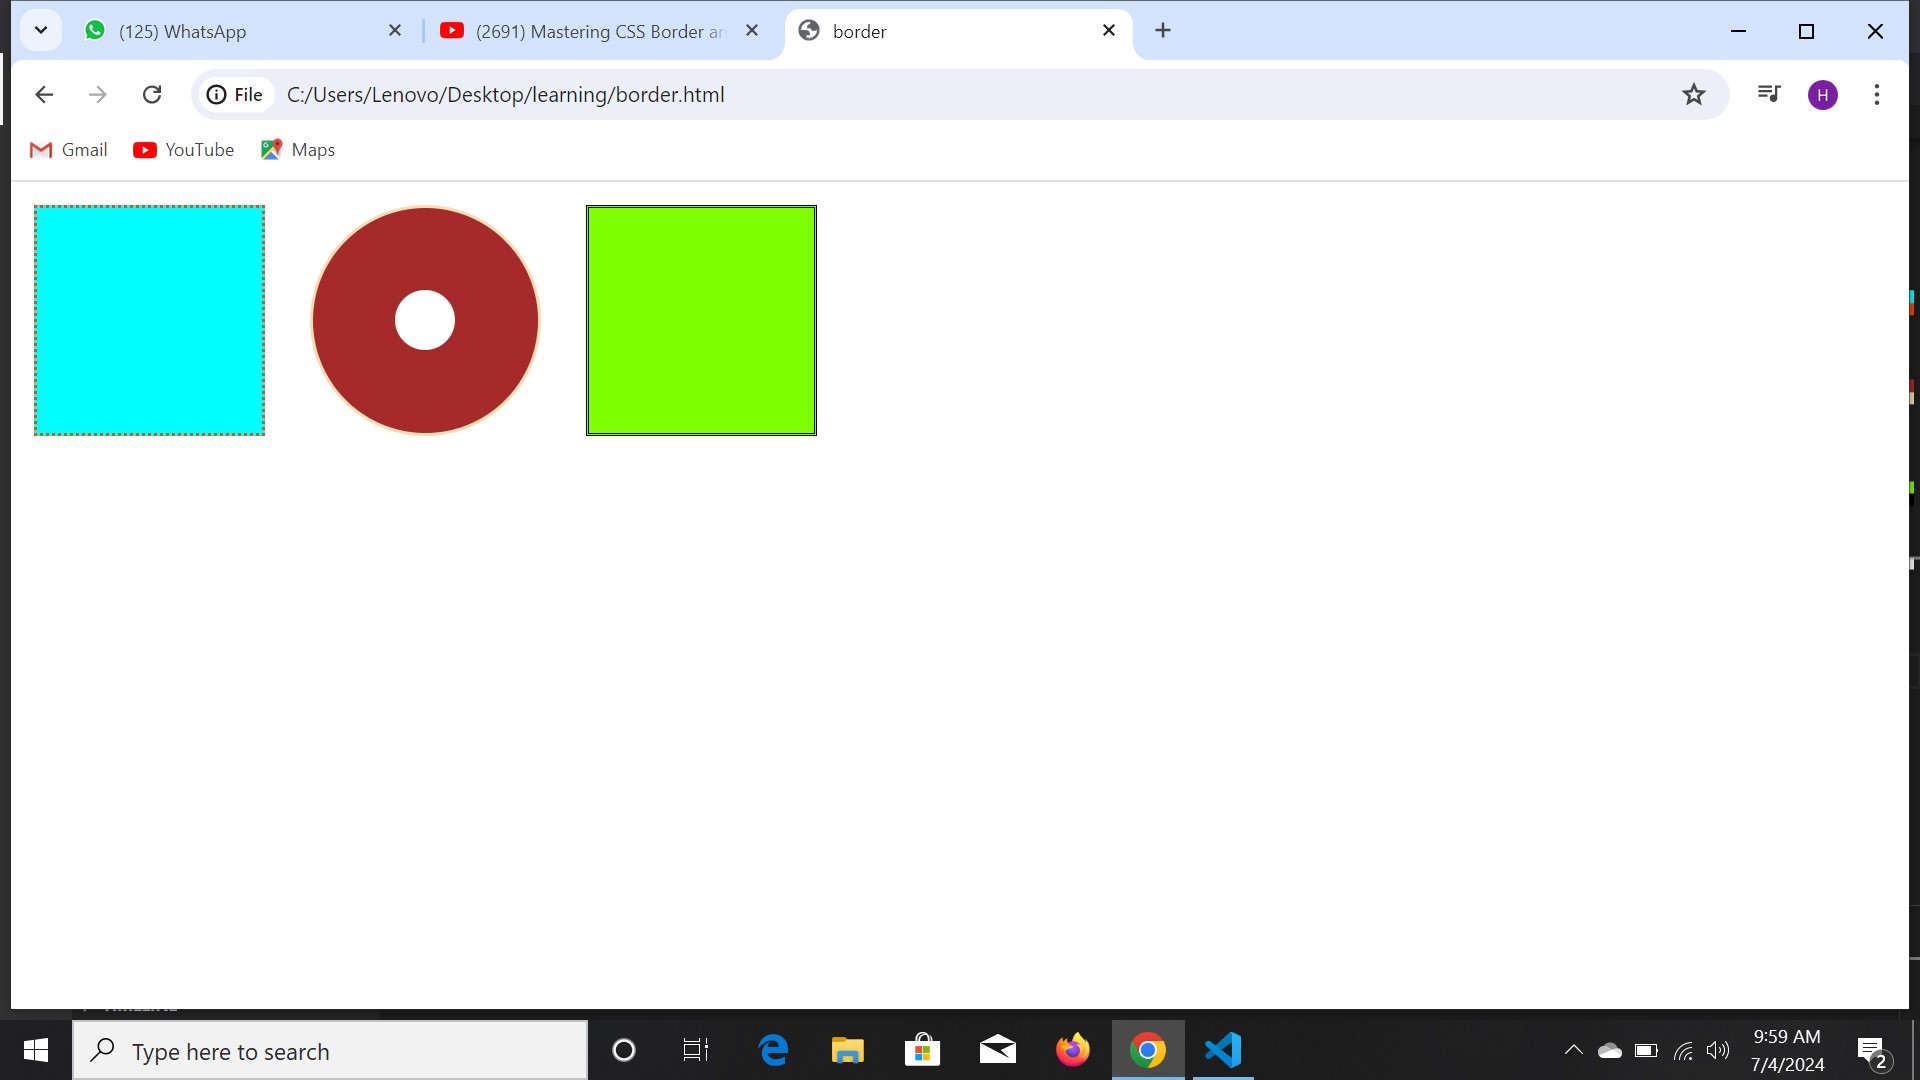 (125) WhatsApp
(2691) Mastering CSS Border an
border
File
C:/Users/Lenovo/Desktop/learning/border.html
H
Gmail
YouTube
Maps
Type here to search
9:59 AM
7/4/2024
2